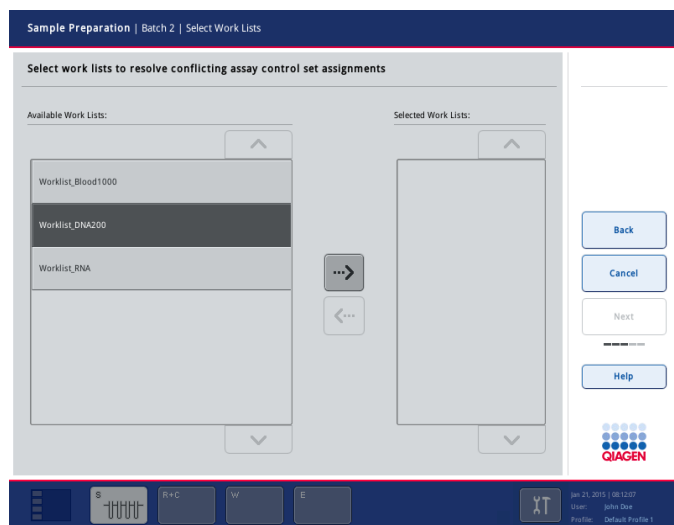 Sample Preparation | Batch 2 | Select Work Lists
Select work lists to resolve conflicting assay control set assignments
Available Work Lists:
Selected Work Lists:
Worklist_Blood1000
Worklist_DNA200
Worklist_RNA
Back
Cancel
Next
Help
QIAGEN
S
R+C
W
E
Jan 21, 2015 | 08:12:07
User: John Doe
Profile: Default Profile 1